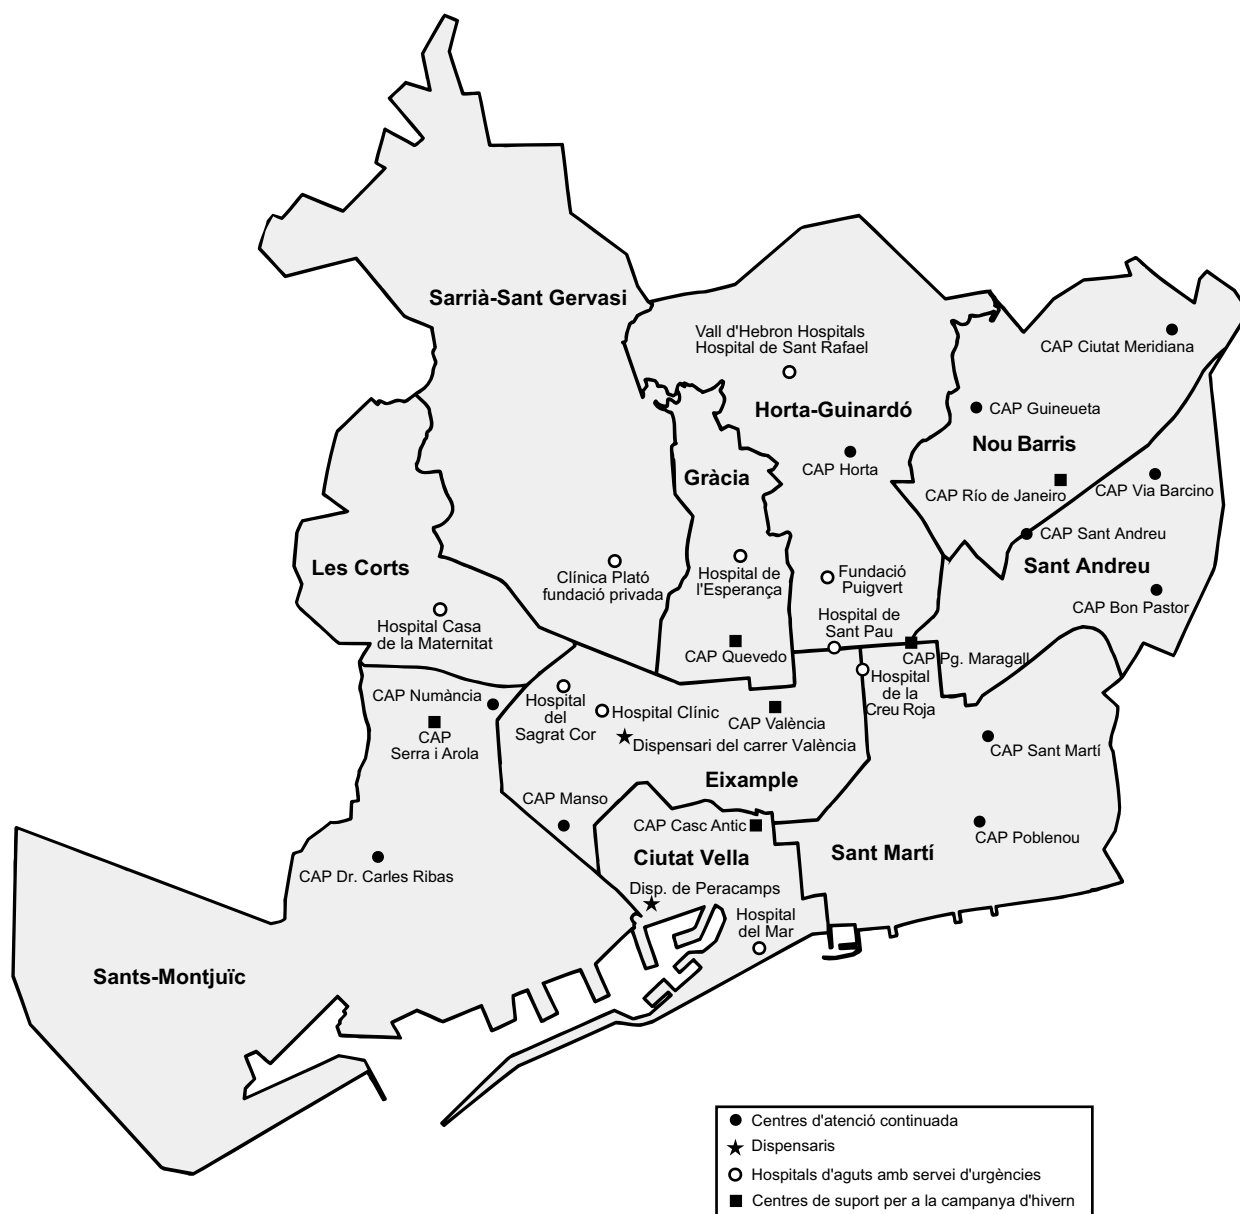 Sarrià-Sant Gervasi
Vall d'Hebron Hospitals
Hospital de Sant Rafael
CAP Ciutat Meridiana
Horta-Guinardó
CAP Guineueta
Nou Barris
CAP Horta
Gràcia
CAP Río de Janeiro
CAP Via Barcino
CAP Sant Andreu
Les Corts
Clínica Plató
fundació privada
Hospital de
l'Esperança
Fundació
Puigvert
Sant Andreu
CAP Bon Pastor
Hospital Casa
de la Maternitat
Hospital de
Sant Pau
CAP Quevedo
CAP Pg. Maragall
Hospital
de la
Creu Roja
CAP Numància
CAP
Serra i Arola
Hospital
del
Sagrat Cor
Hospital Clínic
CAP València
Dispensari del carrer València
CAP Sant Martí
Eixample
CAP Manso
CAP Casc Antic
CAP Poblenou
Ciutat Vella
Sant Martí
CAP Dr. Carles Ribas
Disp. de Peracamps
Hospital
del Mar
Sants-Montjuïc
Centres d'atenció continuada
Dispensaris
Hospitals d'aguts amb servei d'urgències
Centres de suport per a la campanya d'hivern